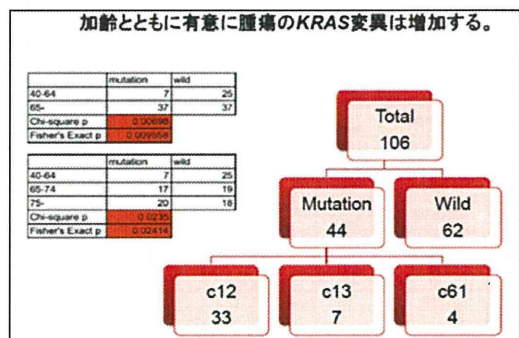 加齢とともに有意に腫瘍のKRAS変異は増加する。
mutation wild
40-64 7 25
65- 37 37
Chi-square p 0.00698
Fisher's Exact p 0.009558
mutation wild
40-64 7 25
65-74 17 19
75- 20 18
Chi-square p 0.0235
Fisher's Exact p 0.02414
Total
106
Mutation
44
Wild
62
c12
33
c13
7
c61
4